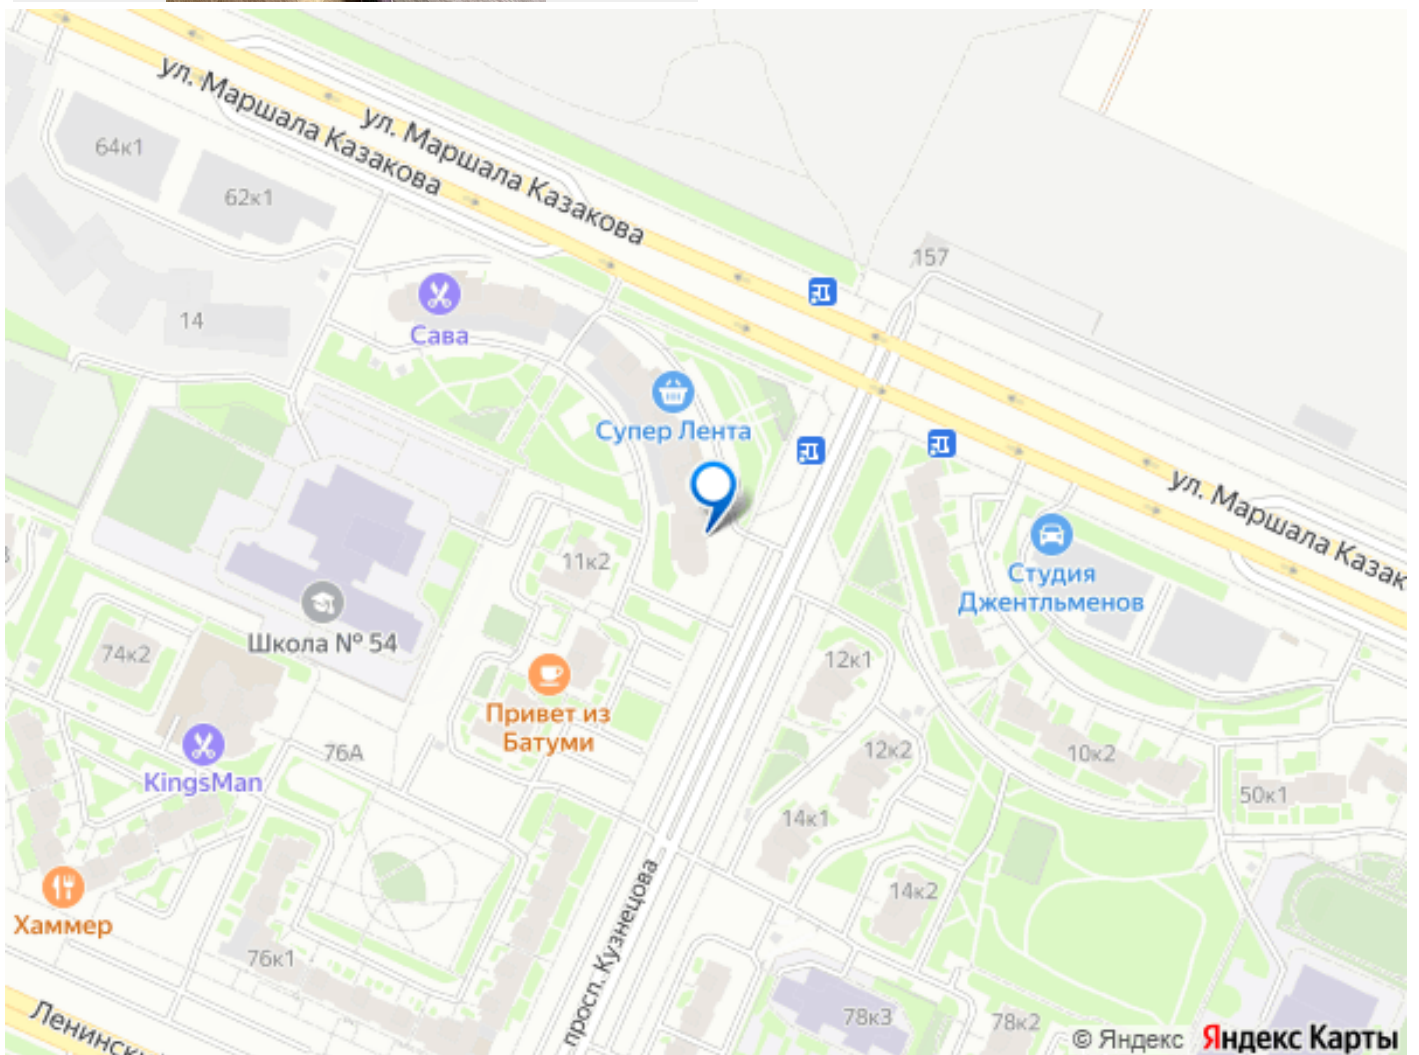 ул. Маршала Казакова
ул. Маршала Казакова
64к1
62к1
157
14
Сава
Супер Лента
ул. Маршала Казак
11к2
Студия
Джентльменов
Школа № 54
74к2
12к1
Привет из
Батуми
76А
12к2
10к2
KingsMan
50к1
14к1
14к2
Хаммер
просп. Кузнецова
76к1
78к3
78к2
Ленинск
© Яндекс Яндекс Карты